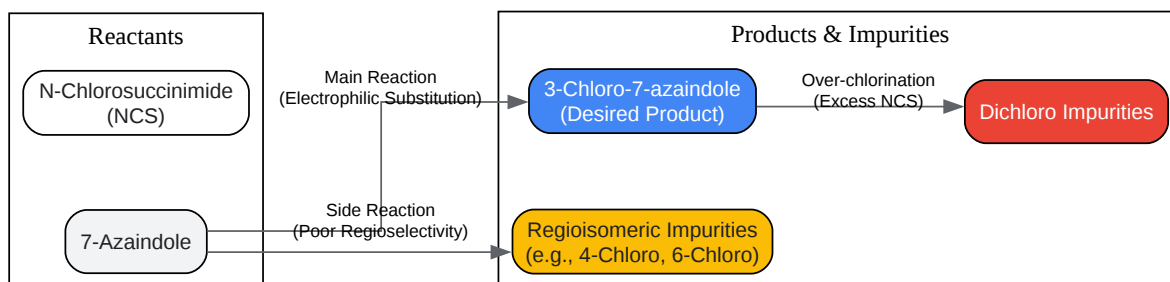 Reactants
Products & Impurities
N-Chlorosuccinimide
(NCS)
Main Reaction
(Electrophilic Substitution)
3-Chloro-7-azaindole
(Desired Product)
Over-chlorination
(Excess NCS)
Dichloro Impurities
7-Azaindole
Side Reaction
(Poor Regioselectivity)
Regioisomeric Impurities
(e.g., 4-Chloro, 6-Chloro)